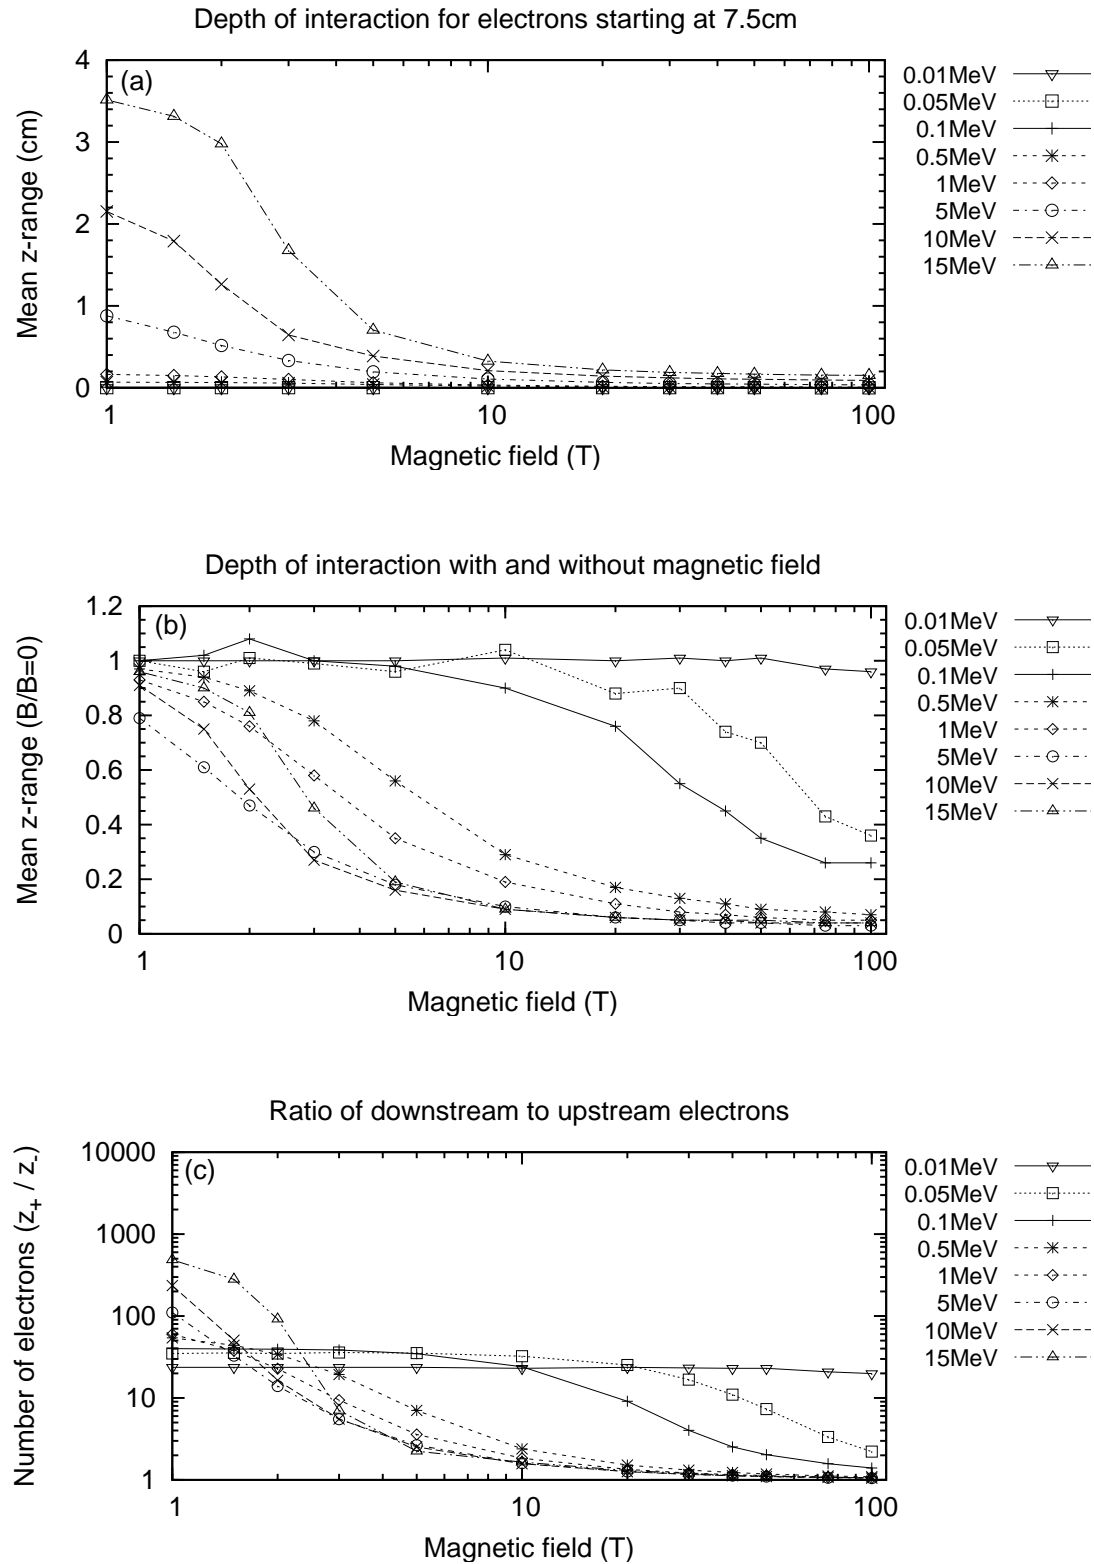 Depth of interaction for electrons starting at 7.5cm
(a)
4
3
2
1
0
1
10
100
Mean z-range (cm)
Magnetic field (T)
0.01MeV
0.05MeV
0.1MeV
0.5MeV
1MeV
5MeV
10MeV
15MeV
Depth of interaction with and without magnetic field
(b)
1.2
1
0.8
0.6
0.4
0.2
0
1
10
100
Mean z-range (B/B=0)
Magnetic field (T)
0.01MeV
0.05MeV
0.1MeV
0.5MeV
1MeV
5MeV
10MeV
15MeV
Ratio of downstream to upstream electrons
(c)
10000
1000
100
10
1
1
10
100
Number of electrons (z+ / z-)
Magnetic field (T)
0.01MeV
0.05MeV
0.1MeV
0.5MeV
1MeV
5MeV
10MeV
15MeV